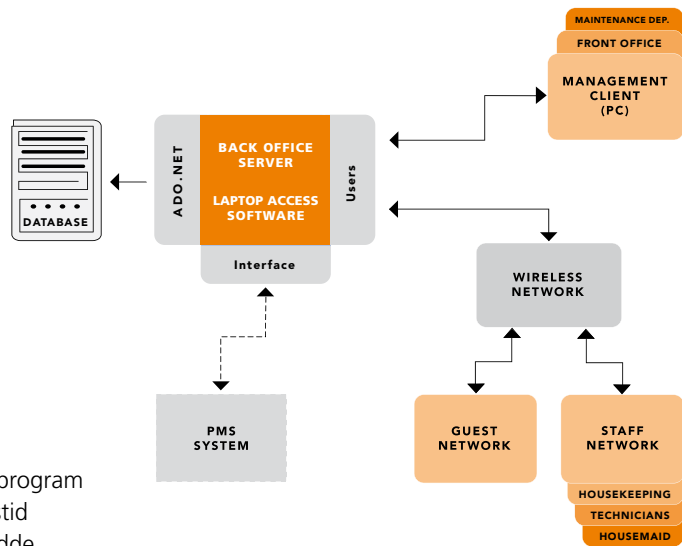 MAINTENANCE DEP.
FRONT OFFICE
MANAGEMENT
CLIENT
(PC)
ADO.NET
BACK OFFICE
SERVER
LAPTOP ACCESS
SOFTWARE
Users
Interface
DATABASE
WIRELESS
NETWORK
PMS
SYSTEM
GUEST
NETWORK
STAFF
NETWORK
HOUSEKEEPING
TECHNICIANS
HOUSEMAID
program